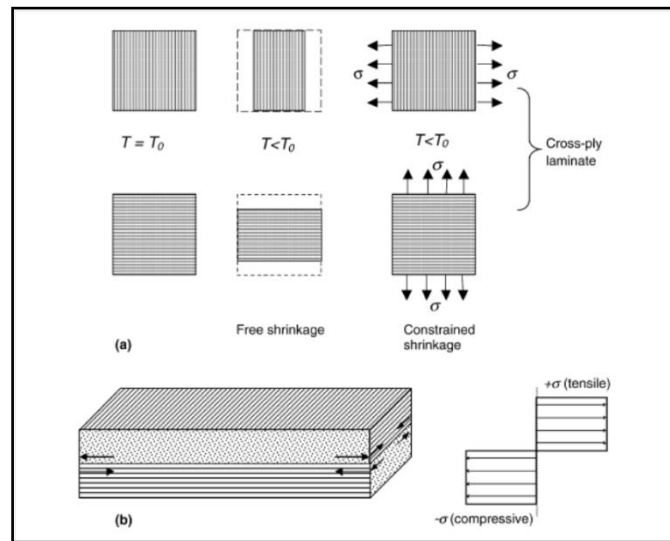 σ
σ
T = T₀
T<T₀
T<T₀
Cross-ply
laminate
σ
Free shrinkage
Constrained
shrinkage
σ
(a)
+σ (tensile)
-σ (compressive)
(b)